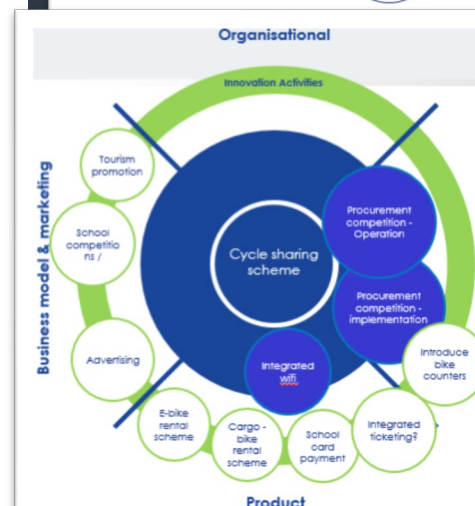 Organisational
Innovation Activities
Tourism
promotion
School
competitio
ns /
Business model & marketing
Advertising
Cycle sharing
scheme
Procurement
competition -
Operation
Procurement
competition -
implementation
Integrated
wifi
Introduce
bike
counters
E-bike
rental
scheme
Cargo -
bike
rental
scheme
School
card
payment
Integrated
ticketing?
Product